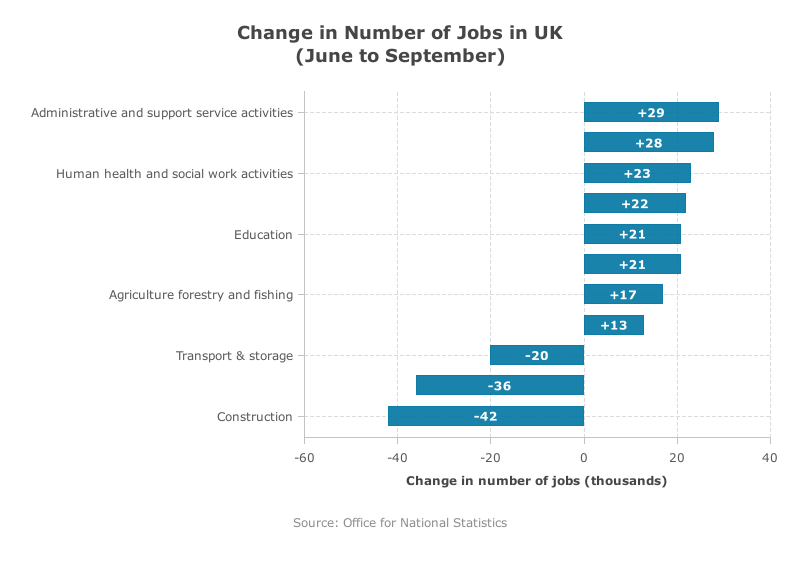 Change in Number of Jobs in UK
(June to September)
Administrative and support service activities
+29
+28
Human health and social work activities
+23
+22
Education
+21
+21
Agriculture forestry and fishing
+17
+13
Transport & storage
-20
-36
Construction
-42
-60 -40 -20 0 20 40
Change in number of jobs (thousands)
Source: Office for National Statistics